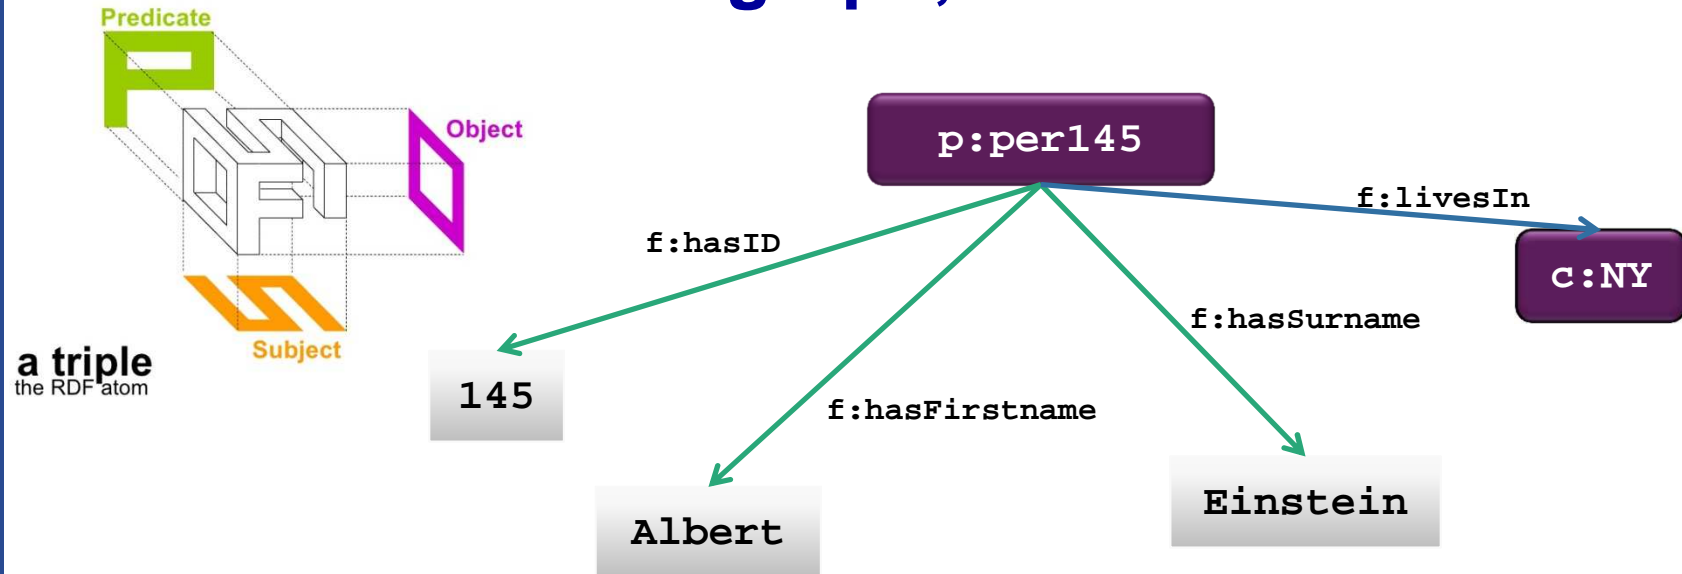 Predicate
Object
Subject
a triple
the RDF atom
p:per145
f:livesIn
f:hasID
c:NY
f:hasSurname
145
f:hasFirstname
Einstein
Albert